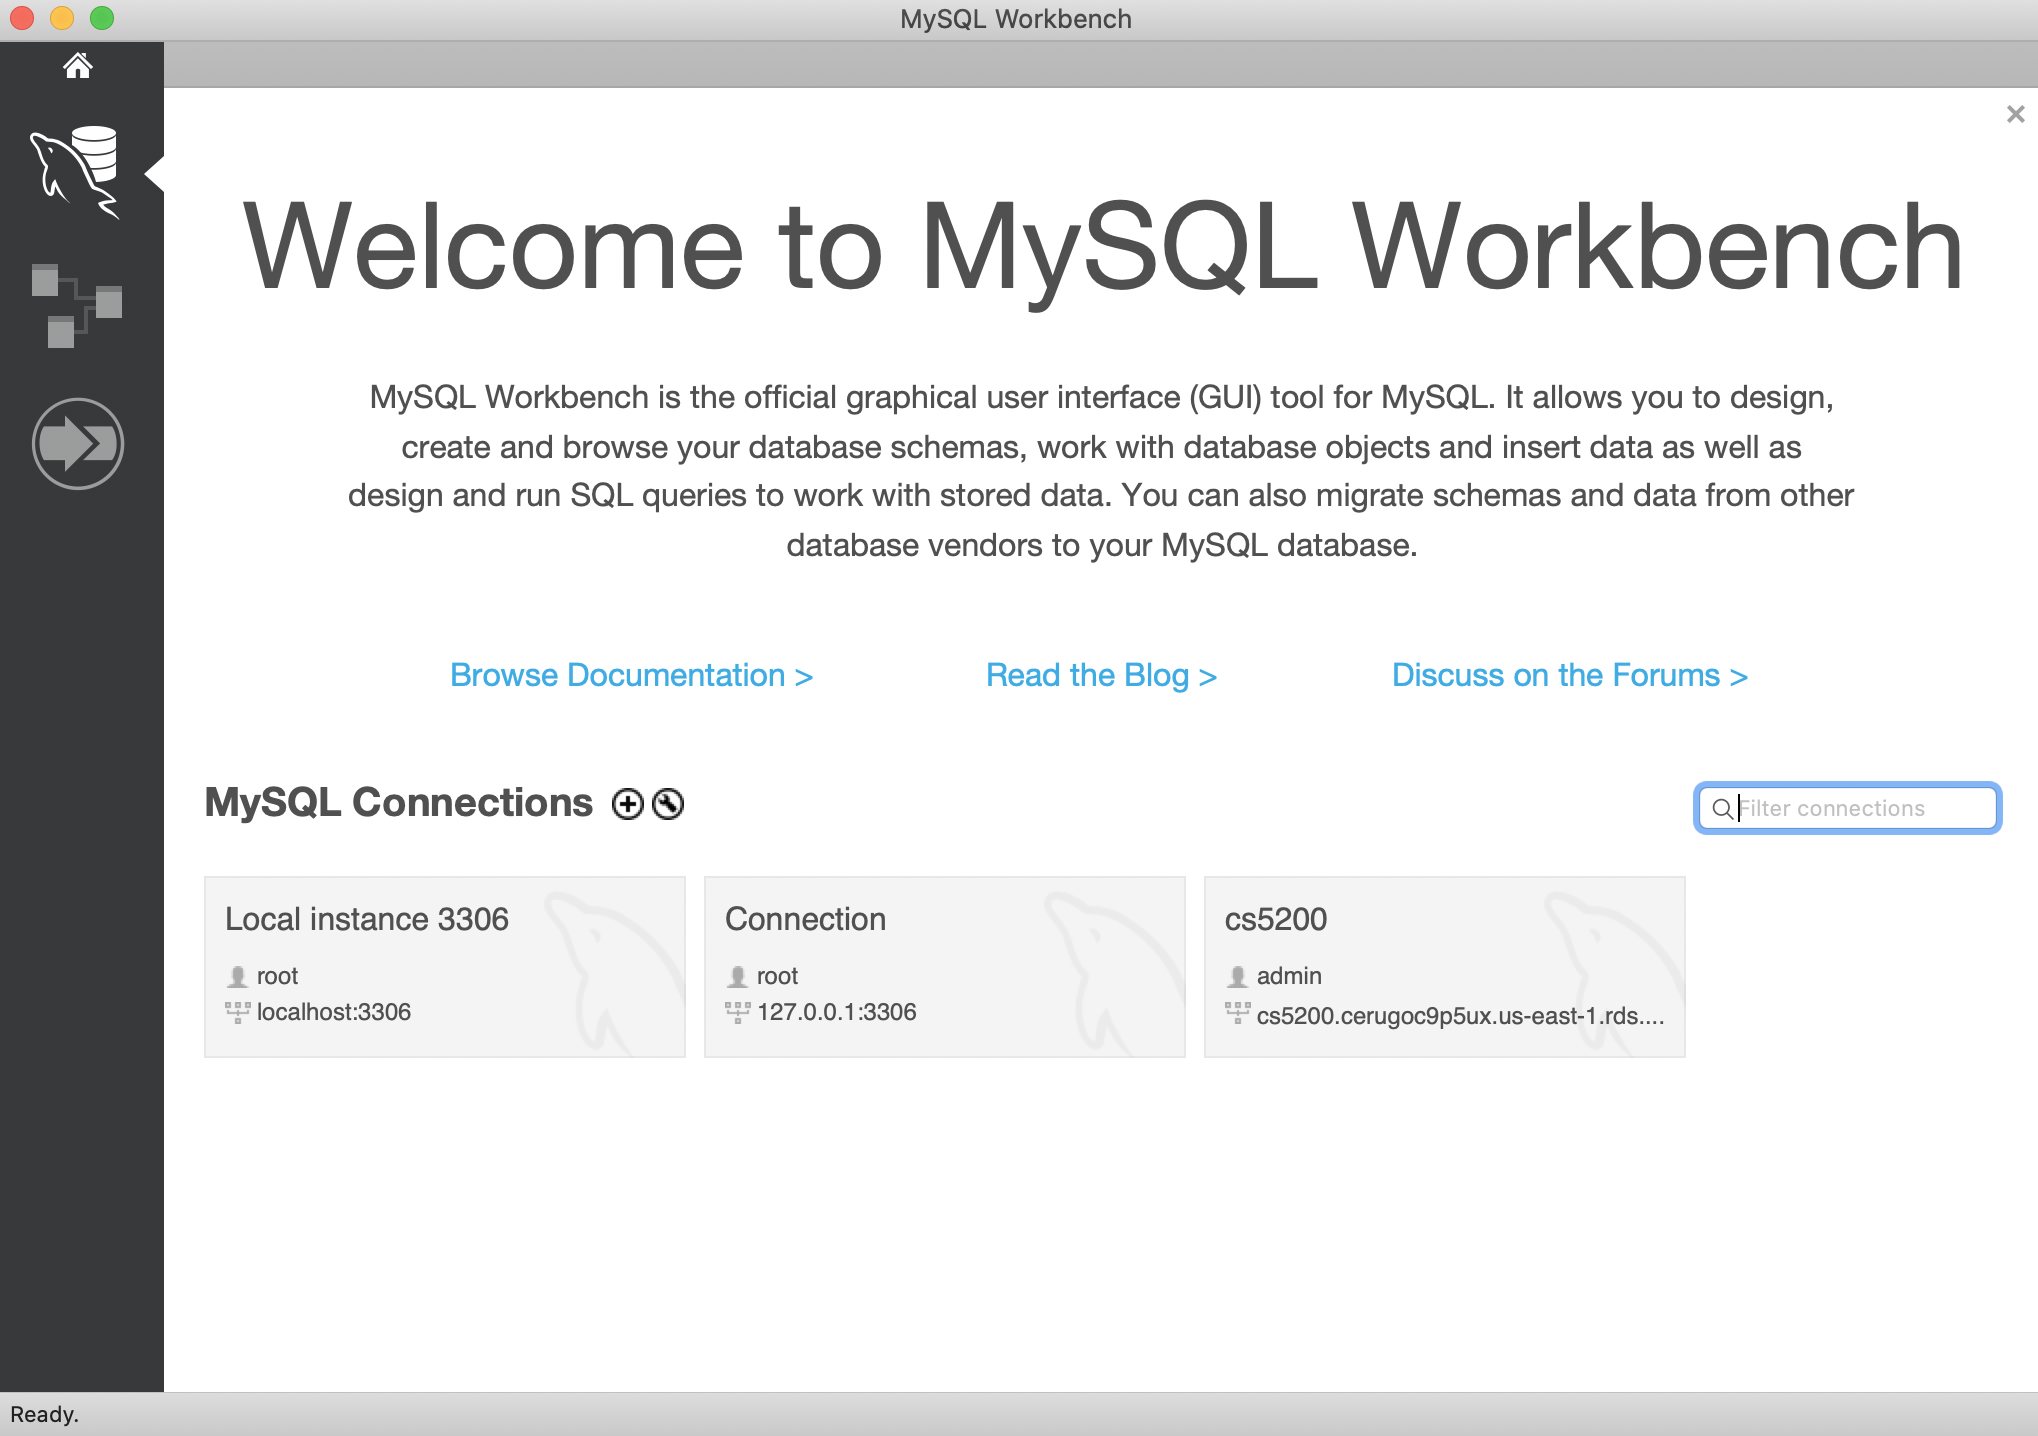 MySQL Workbench
Welcome to MySQL Workbench
MySQL Workbench is the official graphical user interface (GUI) tool for MySQL. It allows you to design,
create and browse your database schemas, work with database objects and insert data as well as
design and run SQL queries to work with stored data. You can also migrate schemas and data from other
database vendors to your MySQL database.
Browse Documentation >
Read the Blog >
Discuss on the Forums >
MySQL Connections
Filter connections
Local instance 3306
root
localhost:3306
Connection
root
127.0.0.1:3306
cs5200
admin
cs5200.cerugoc9p5ux.us-east-1.rds....
Ready.